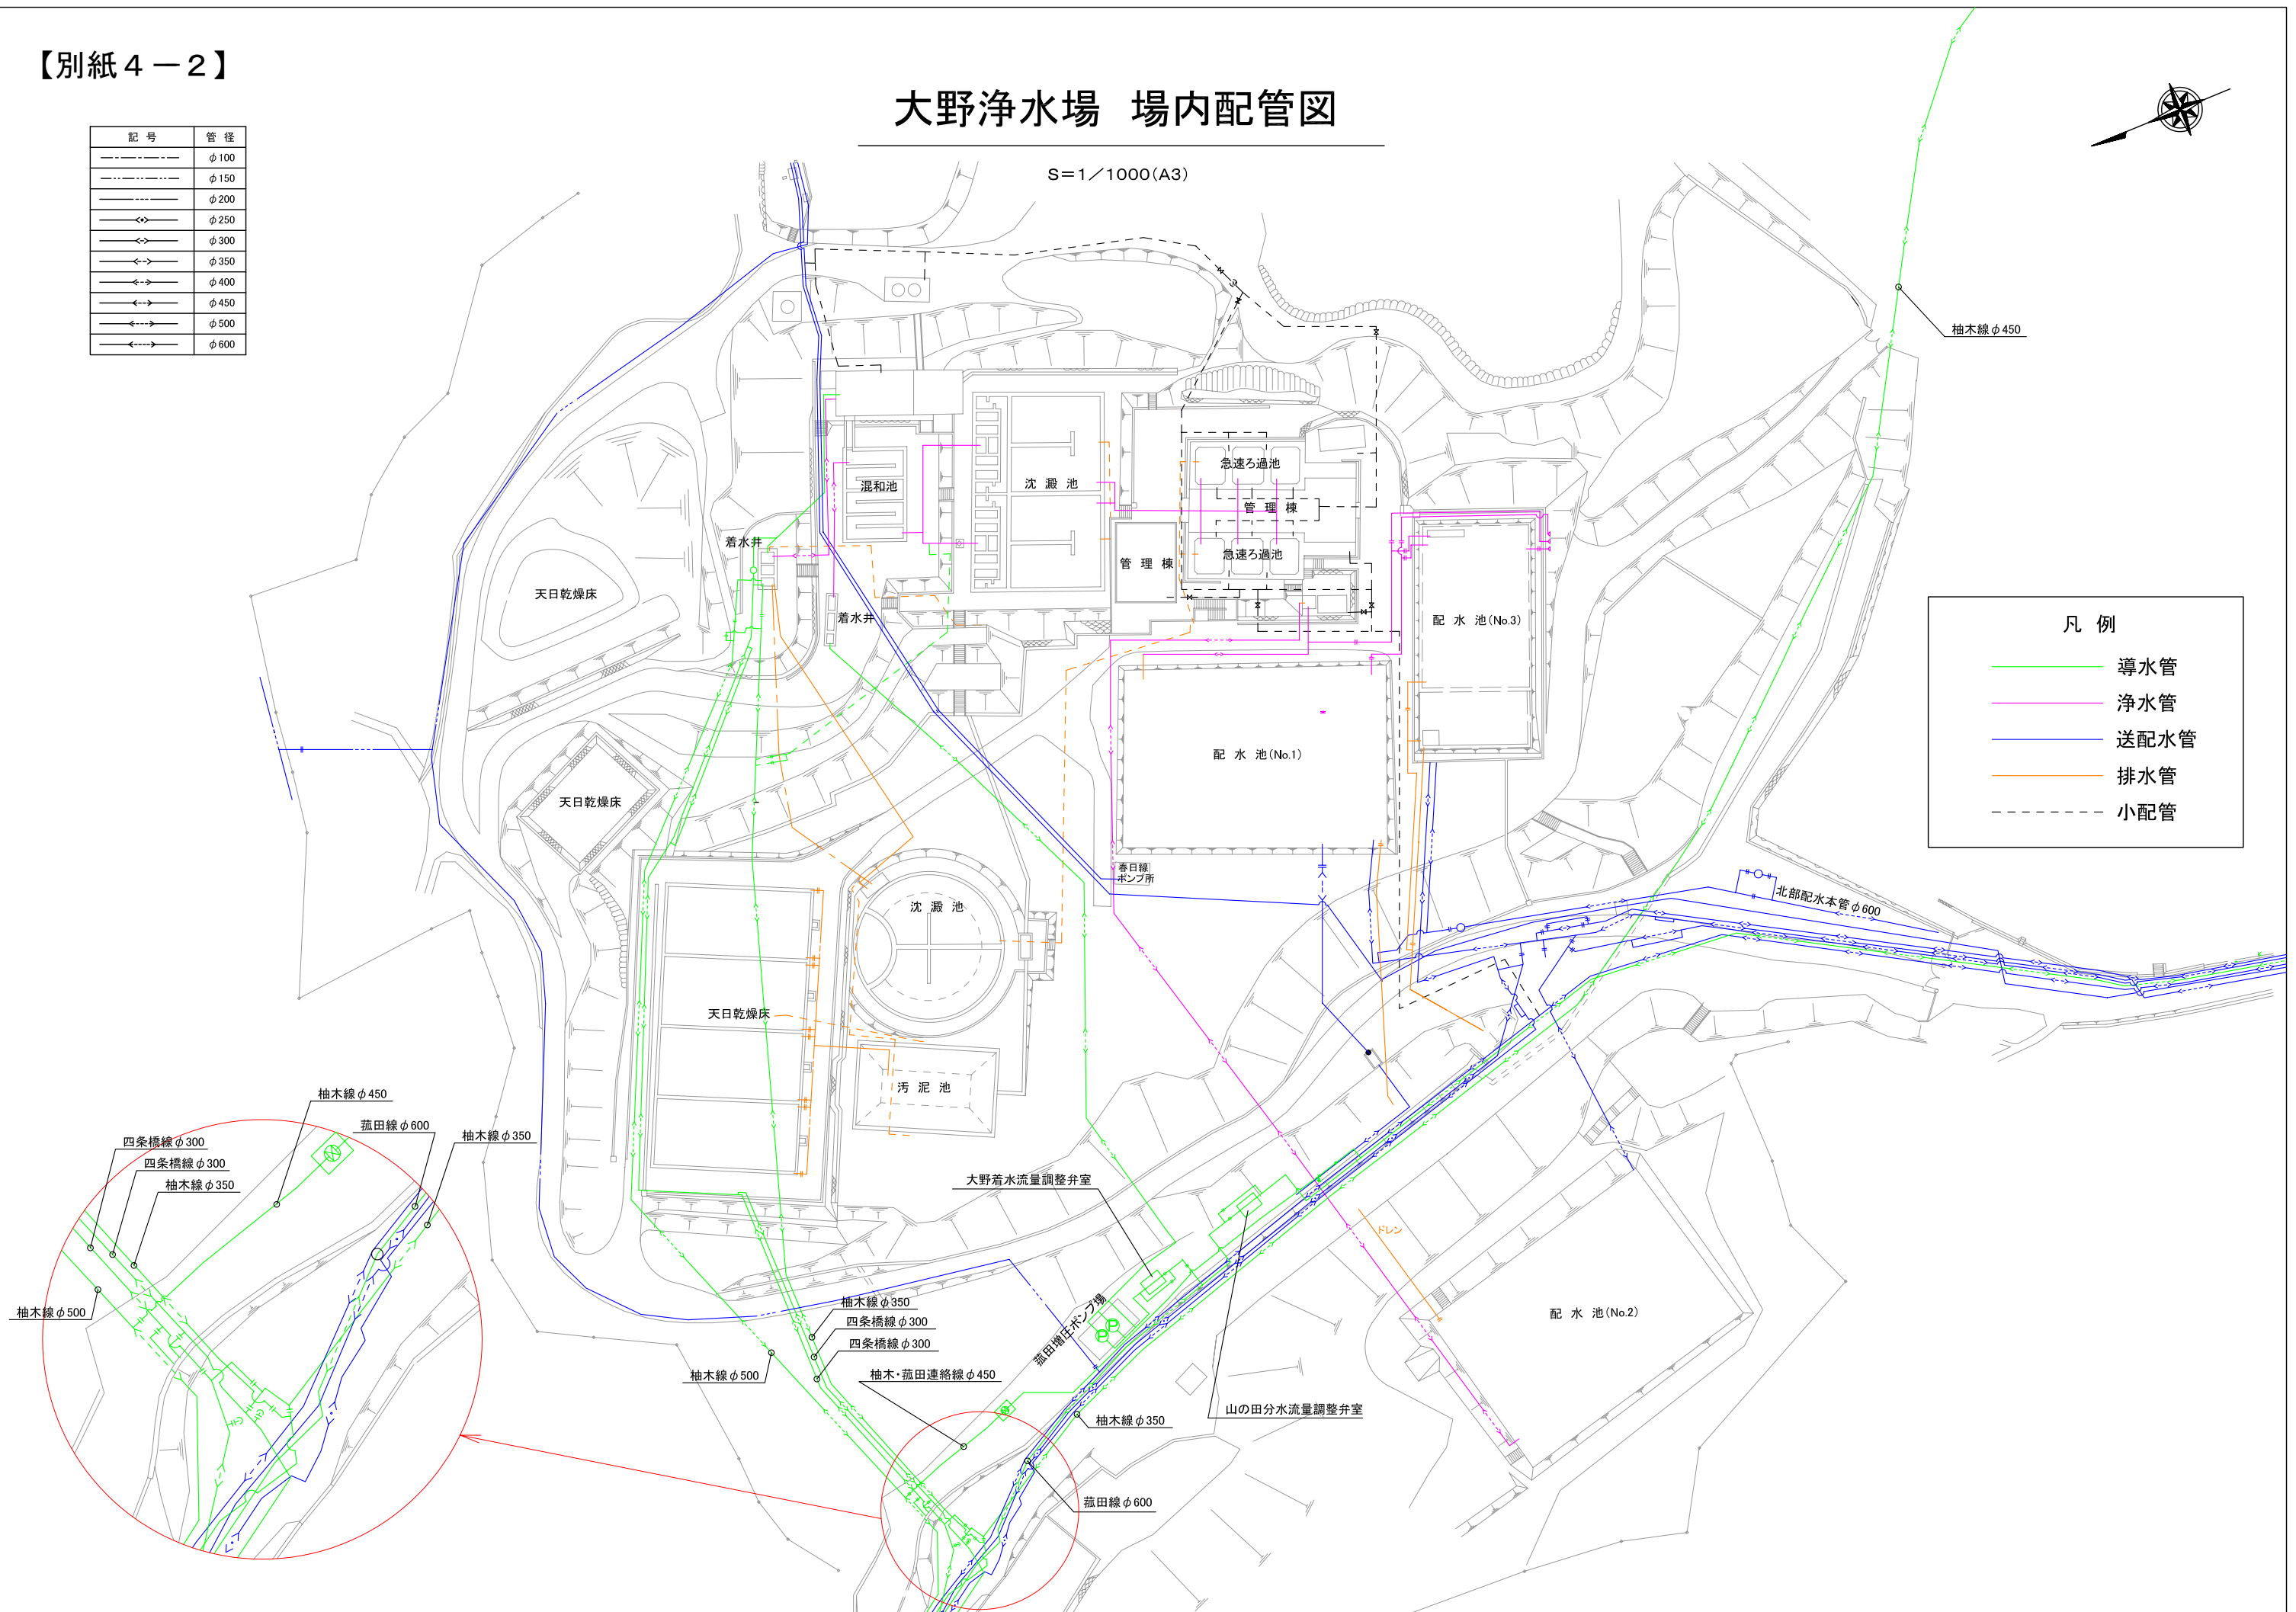 【別紙4－2】
大野浄水場 場内配管図
S=1／1000(A3)
記号 管径
φ100
φ150
φ200
φ250
φ300
φ350
φ400
φ450
φ500
φ600
柚木線φ450
凡例
導水管
浄水管
送配水管
排水管
小配管
混和池
沈澱池
急速ろ過池
管理棟
急速ろ過池
管理棟
着水井
着水井
天日乾燥床
配水池(No.3)
配水池(No.1)
天日乾燥床
春日線
ポンプ所
北部配水本管φ600
沈澱池
天日乾燥床
汚泥池
柚木線φ450
菰田線φ600
柚木線φ350
四条橋線φ300
四条橋線φ300
柚木線φ350
柚木線φ500
大野着水流量調整弁室
ドレン
配水池(No.2)
菰田増圧ポンプ場
P
P
柚木線φ350
四条橋線φ300
四条橋線φ300
柚木線φ500
柚木・菰田連絡線φ450
柚木線φ350
山の田分水流量調整弁室
菰田線φ600